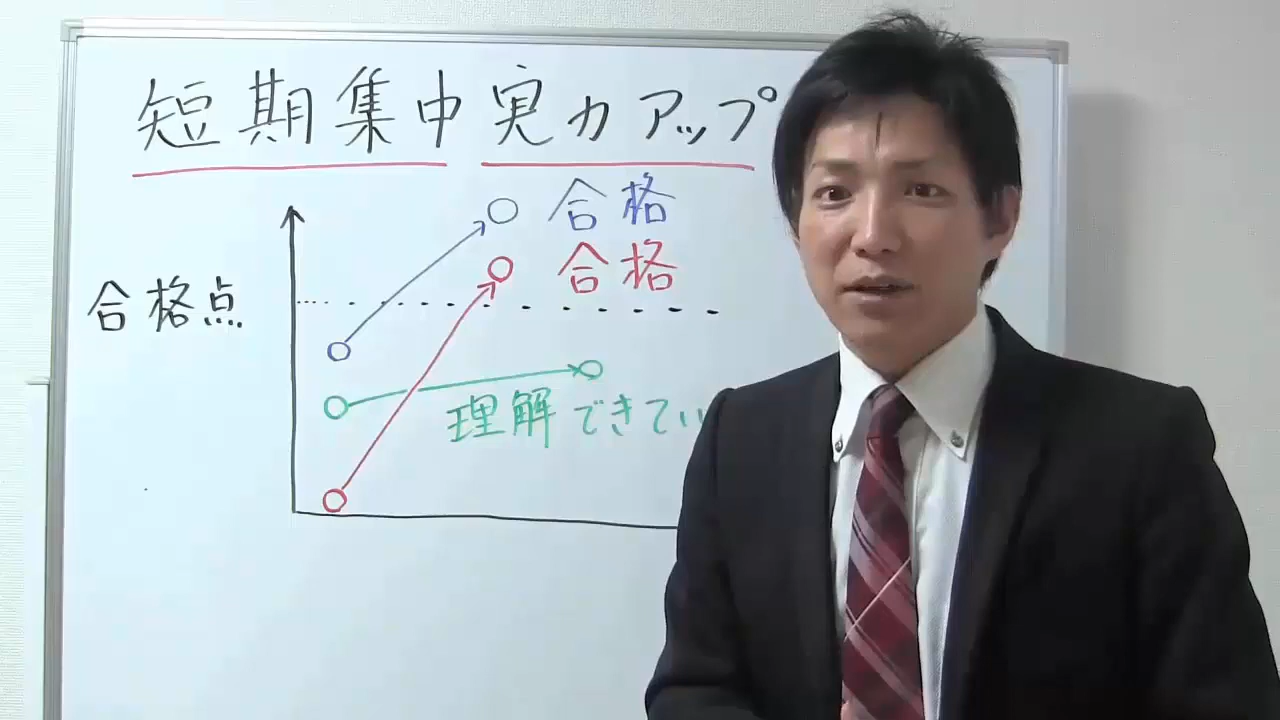 短期集中実力アップ
合格
合格
合格点
理解できてい